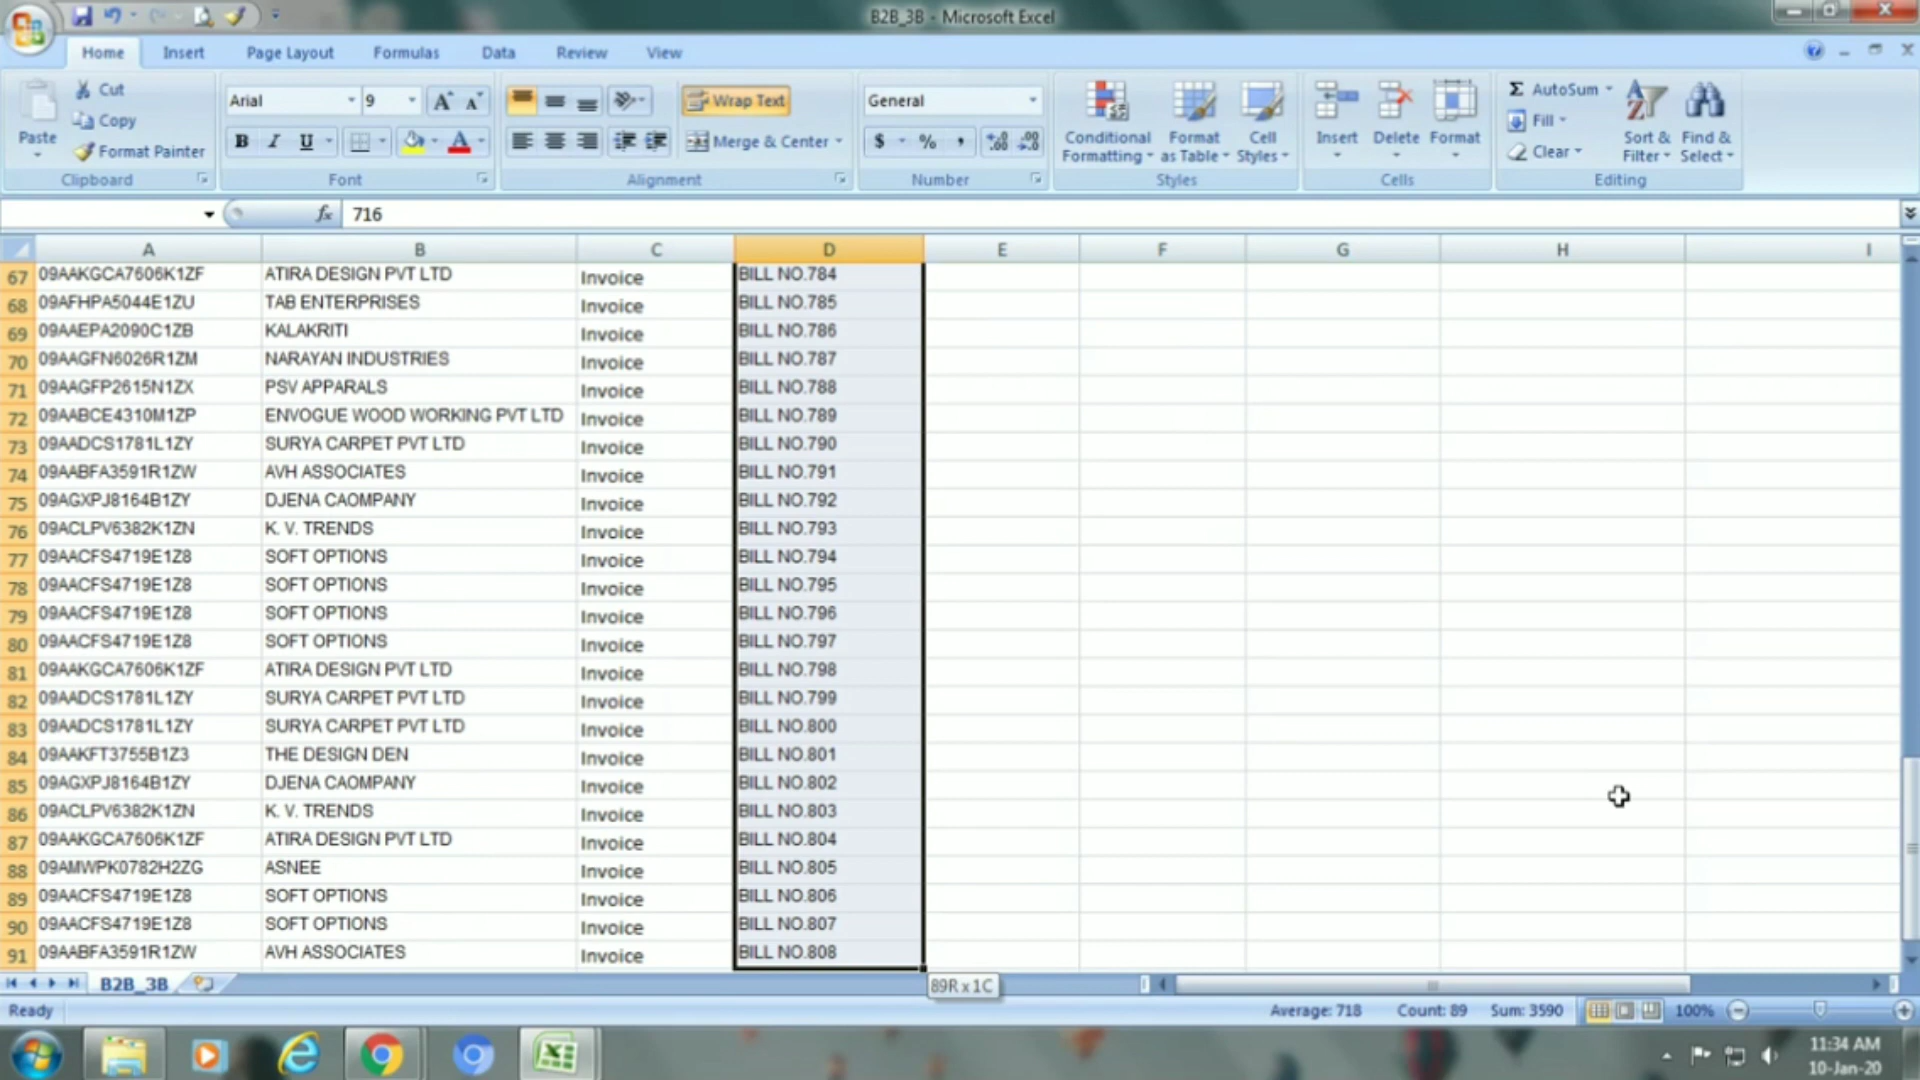 B2B_3B - Microsoft Excel
Home Insert Page Layout Formulas Data Review View
Paste
Cut
Copy
Format Painter
Clipboard
Arial 9
B I U
Font
Wrap Text
Merge & Center
Alignment
General
$ % ,
Number
Conditional Formatting
Format as Table
Cell Styles
Styles
Insert Delete Format
Cells
Σ AutoSum
Fill
Clear
Sort & Filter
Find & Select
Editing
fx 716
A B C D E F G H I
67 09AAKGCA7606K1ZF ATIRA DESIGN PVT LTD Invoice BILL NO.784
68 09AFHPA5044E1ZU TAB ENTERPRISES Invoice BILL NO.785
69 09AAEPA2090C1ZB KALAKRITI Invoice BILL NO.786
70 09AAGFN6026R1ZM NARAYAN INDUSTRIES Invoice BILL NO.787
71 09AAGFP2615N1ZX PSV APPARALS Invoice BILL NO.788
72 09AABCE4310M1ZP ENVOGUE WOOD WORKING PVT LTD Invoice BILL NO.789
73 09AADCS1781L1ZY SURYA CARPET PVT LTD Invoice BILL NO.790
74 09AABFA3591R1ZW AVH ASSOCIATES Invoice BILL NO.791
75 09AGXPJ8164B1ZY DJENA CAOMPANY Invoice BILL NO.792
76 09ACLPV6382K1ZN K. V. TRENDS Invoice BILL NO.793
77 09AACFS4719E1Z8 SOFT OPTIONS Invoice BILL NO.794
78 09AACFS4719E1Z8 SOFT OPTIONS Invoice BILL NO.795
79 09AACFS4719E1Z8 SOFT OPTIONS Invoice BILL NO.796
80 09AACFS4719E1Z8 SOFT OPTIONS Invoice BILL NO.797
81 09AAKGCA7606K1ZF ATIRA DESIGN PVT LTD Invoice BILL NO.798
82 09AADCS1781L1ZY SURYA CARPET PVT LTD Invoice BILL NO.799
83 09AADCS1781L1ZY SURYA CARPET PVT LTD Invoice BILL NO.800
84 09AAKFT3755B1Z3 THE DESIGN DEN Invoice BILL NO.801
85 09AGXPJ8164B1ZY DJENA CAOMPANY Invoice BILL NO.802
86 09ACLPV6382K1ZN K. V. TRENDS Invoice BILL NO.803
87 09AAKGCA7606K1ZF ATIRA DESIGN PVT LTD Invoice BILL NO.804
88 09AMWPK0782H2ZG ASNEE Invoice BILL NO.805
89 09AACFS4719E1Z8 SOFT OPTIONS Invoice BILL NO.806
90 09AACFS4719E1Z8 SOFT OPTIONS Invoice BILL NO.807
91 09AABFA3591R1ZW AVH ASSOCIATES Invoice BILL NO.808
B2B_3B
89R x 1C
Ready Average: 718 Count: 89 Sum: 3590 100%
11:34 AM
10-Jan-20